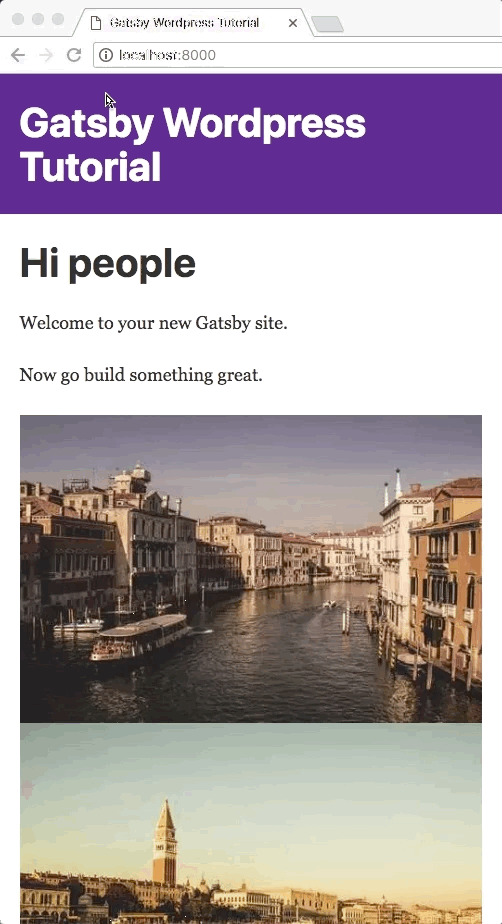 Gatsby Wordpress Tutorial
localhost:8000
Gatsby Wordpress
Tutorial
Hi people
Welcome to your new Gatsby site.
Now go build something great.